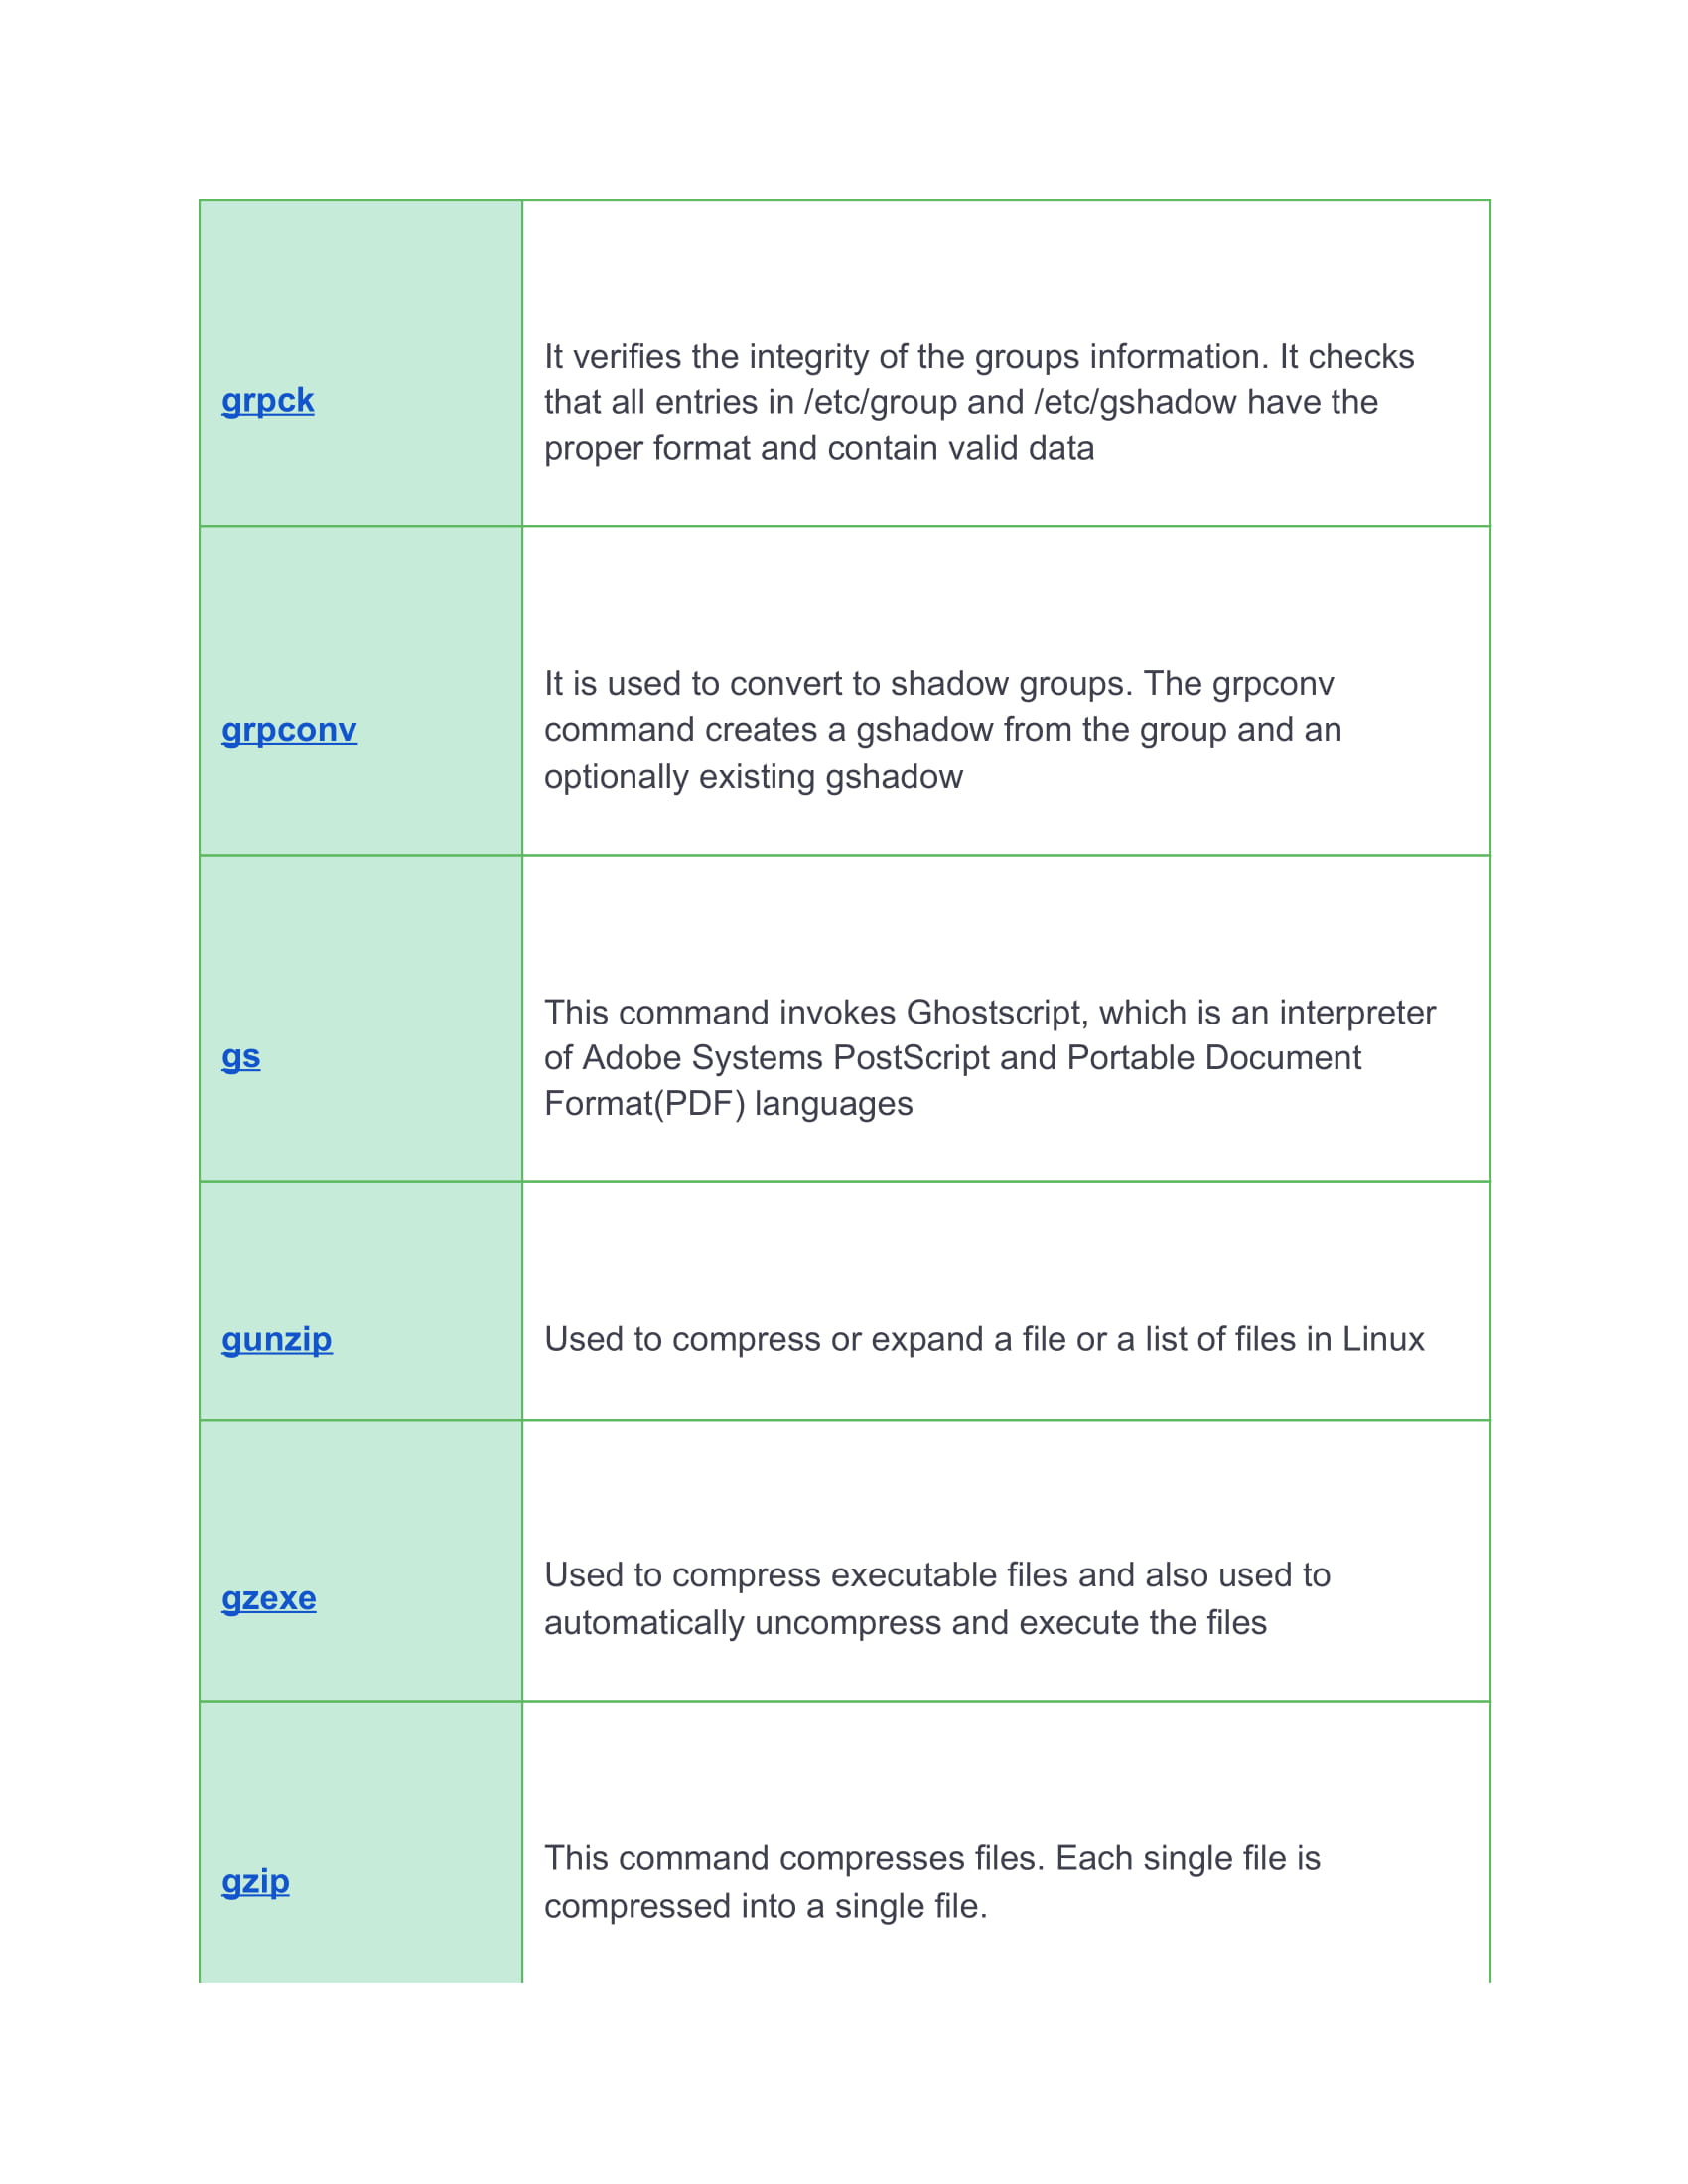 grpck
It verifies the integrity of the groups information. It checks
that all entries in /etc/group and /etc/gshadow have the
proper format and contain valid data
grpconv
It is used to convert to shadow groups. The grpconv
command creates a gshadow from the group and an
optionally existing gshadow
gs
This command invokes Ghostscript, which is an interpreter
of Adobe Systems PostScript and Portable Document
Format(PDF) languages
gunzip
Used to compress or expand a file or a list of files in Linux
gzexe
Used to compress executable files and also used to
automatically uncompress and execute the files
gzip
This command compresses files. Each single file is
compressed into a single file.